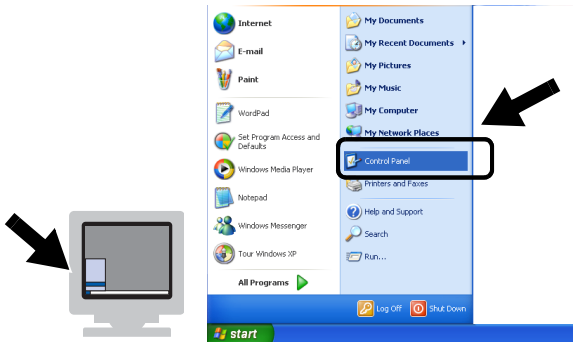 Internet
E-mail
Paint
WordPad
Set Program Access and
Defaults
Windows Media Player
Notepad
Windows Messenger
Tour Windows XP
All Programs
My Documents
My Recent Documents
My Pictures
My Music
My Computer
My Network Places
Control Panel
Printers and Faxes
Help and Support
Search
Run...
Log Off
Shut Down
start